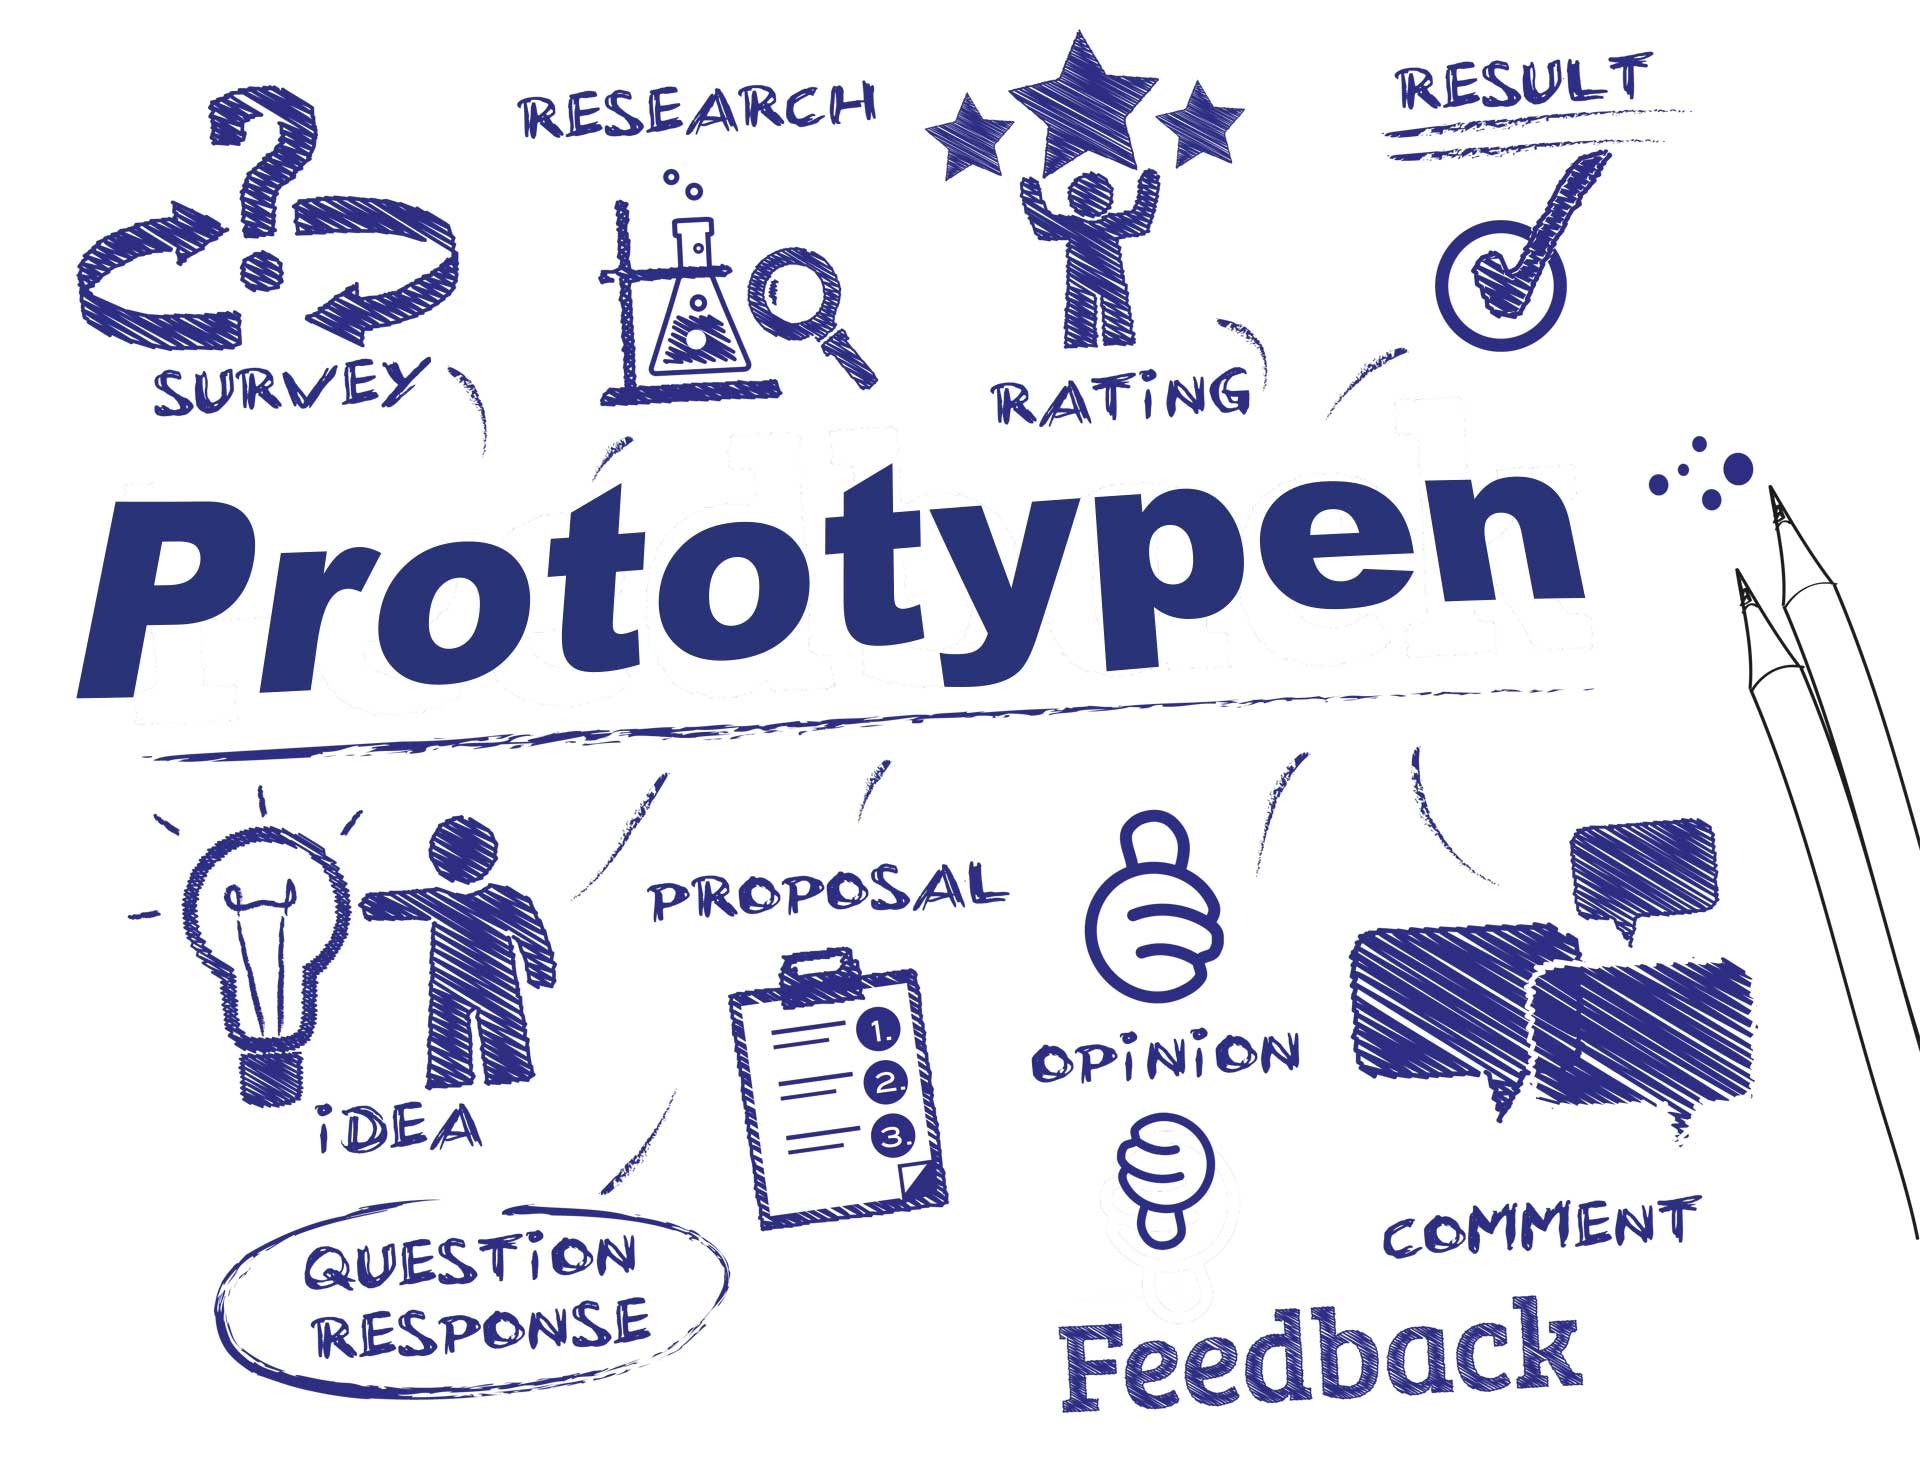 RESEARCH
RESULT
SURVEY
RATiNG
Prototypen
PROPOSAL
1.
2.
3.
OPiNiON
iDEA
COMMENT
QUESTiON
RESPONSE
Feedback